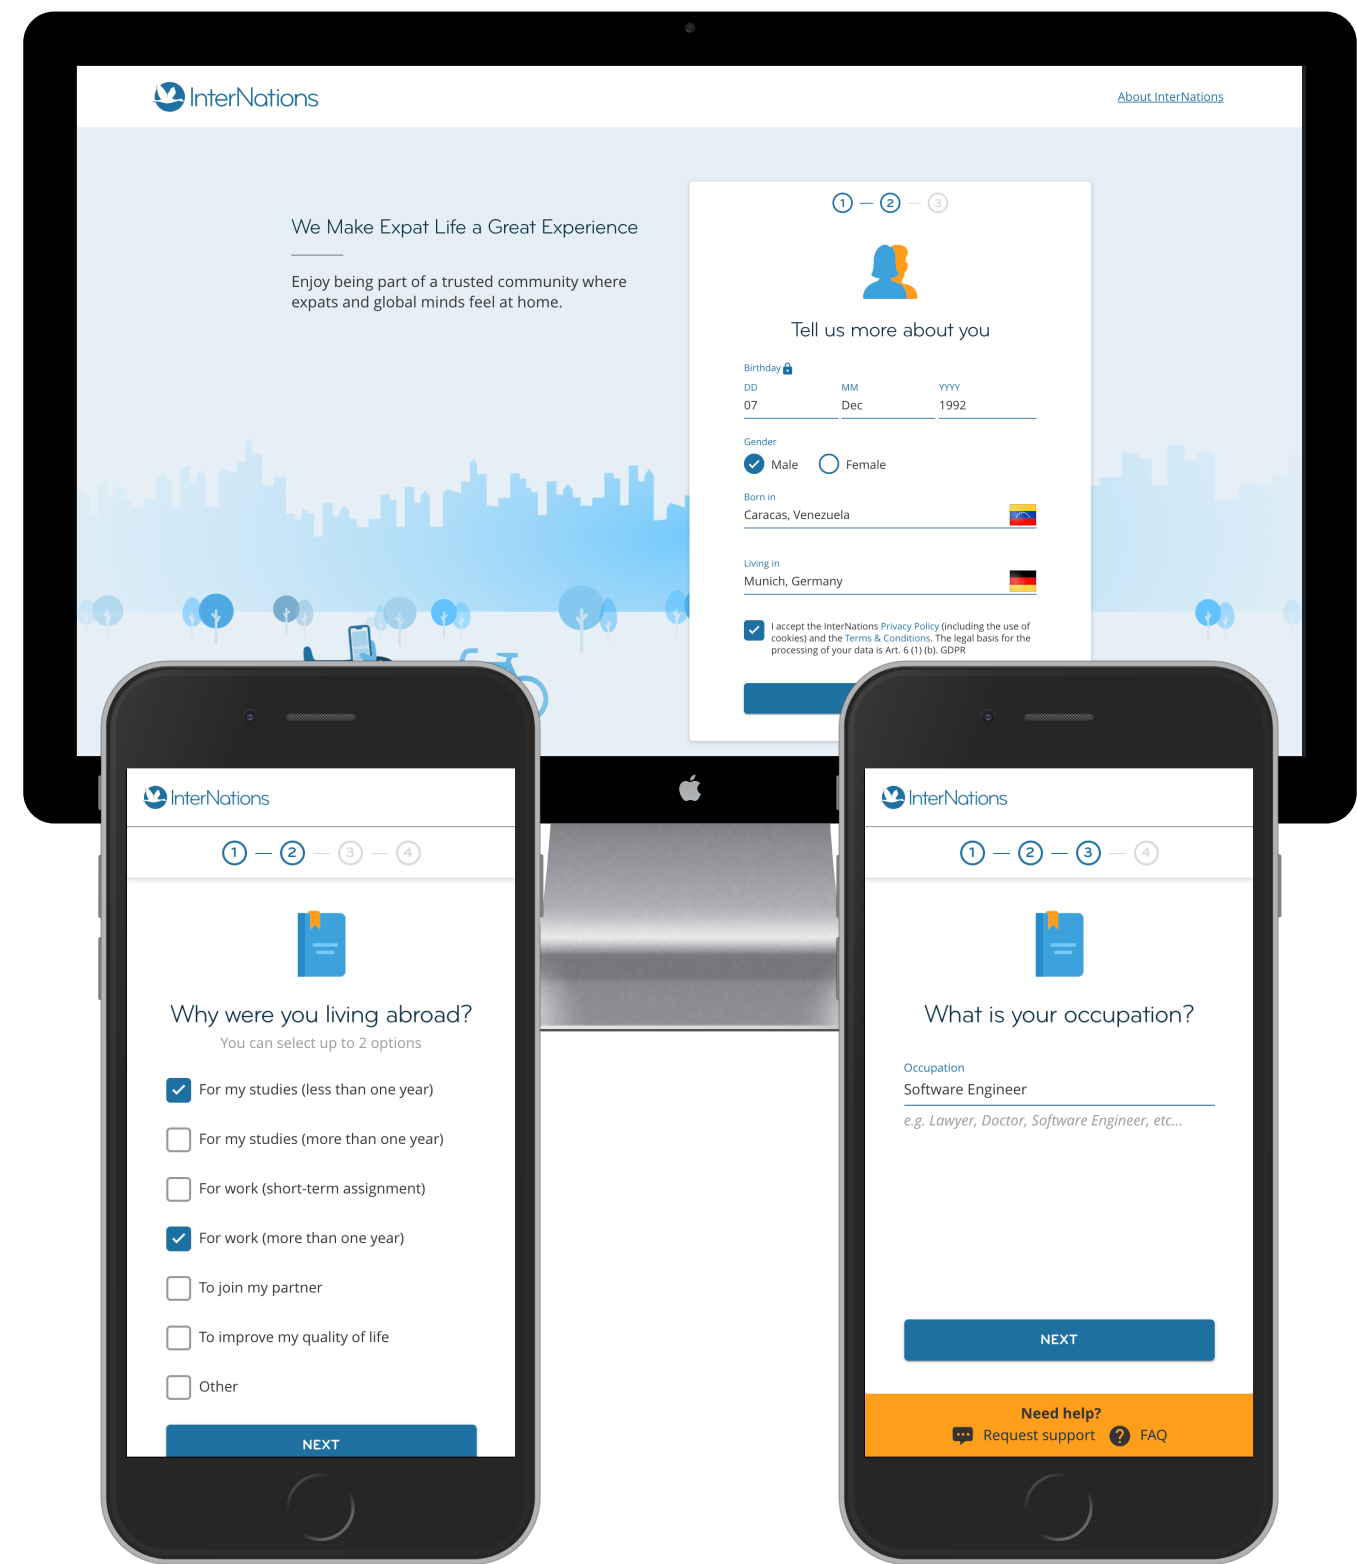 InterNations
About InterNations
We Make Expat Life a Great Experience
Enjoy being part of a trusted community where
expats and global minds feel at home.
1 2 3
Tell us more about you
Birthday
DD MM YYYY
07 Dec 1992
Gender
Male Female
Born in
Caracas, Venezuela
Living in
Munich, Germany
I accept the InterNations Privacy Policy (including the use of
cookies) and the Terms & Conditions. The legal basis for the
processing of your data is Art. 6 (1) (b). GDPR
InterNations
1 2 3 4
Why were you living abroad?
You can select up to 2 options
For my studies (less than one year)
For my studies (more than one year)
For work (short-term assignment)
For work (more than one year)
To join my partner
To improve my quality of life
Other
NEXT
InterNations
1 2 3 4
What is your occupation?
Occupation
Software Engineer
e.g. Lawyer, Doctor, Software Engineer, etc...
NEXT
Need help?
Request support ? FAQ